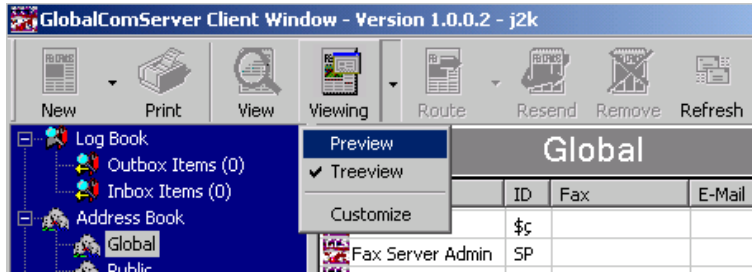 GlobalComServer Client Window - Version 1.0.0.2 - j2k
New Print View Viewing Route Resend Remove Refresh
Log Book
Outbox Items (0)
Inbox Items (0)
Address Book
Global
Public
Preview
Treeview
Customize
Global
ID Fax E-Mail
$ç
Fax Server Admin SP